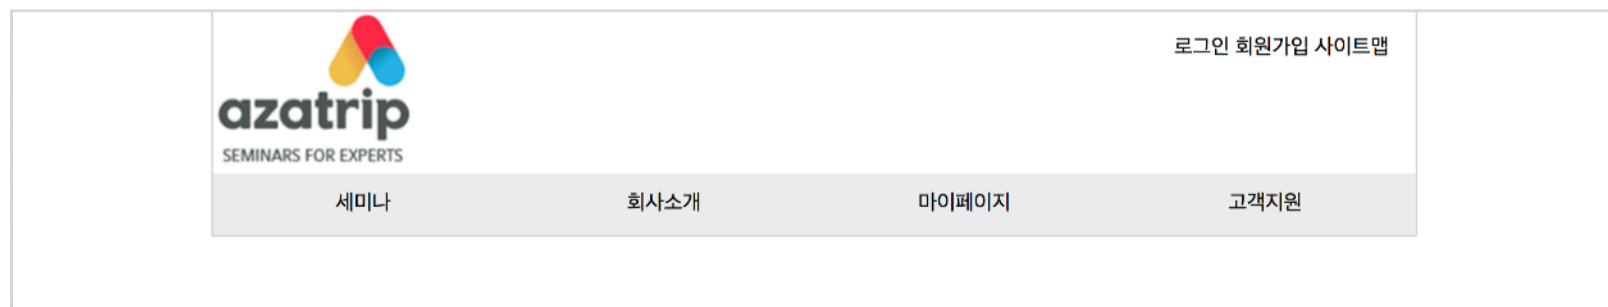 로그인 회원가입 사이트맵
azatrip
SEMINARS FOR EXPERTS
세미나 회사소개 마이페이지 고객지원